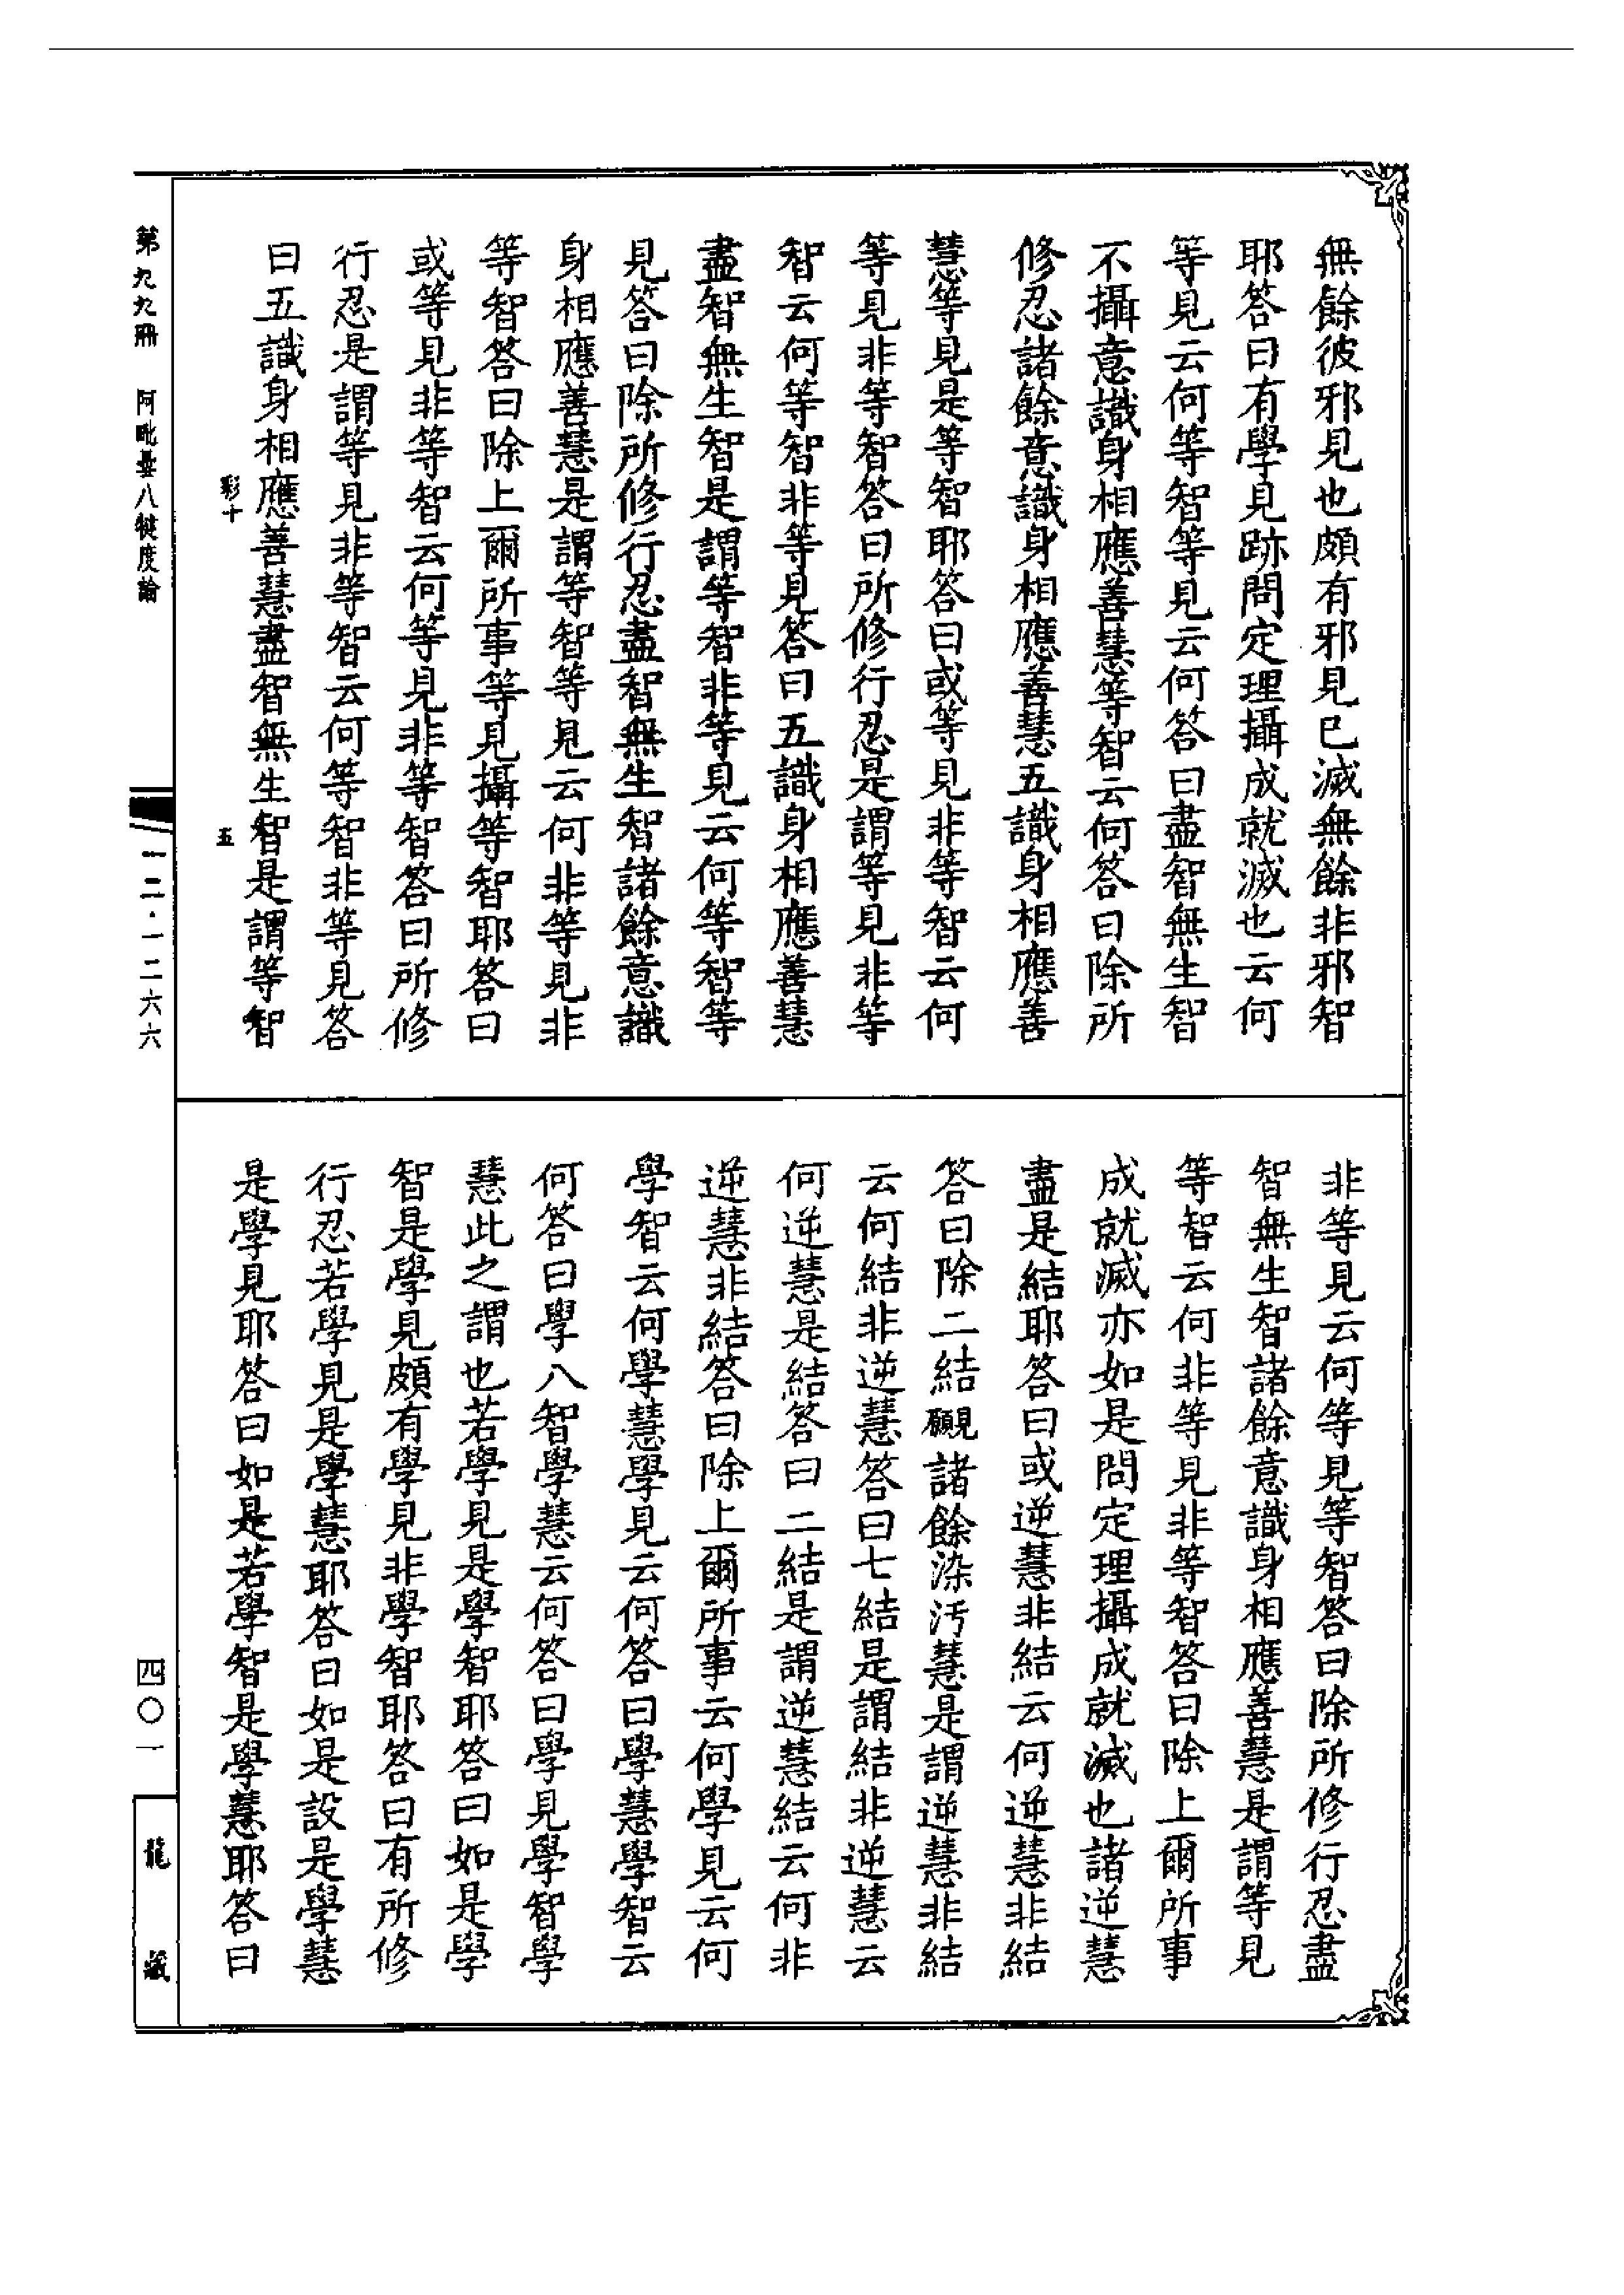 無餘彼邪見也頗有邪見已滅無餘非邪智
耶答曰有學見跡問定理攝成就滅也云何
等見云何等智等見云何答曰盡智無生智
不攝意識身相應善慧等智云何答曰除所
修忍諸餘意識身相應善慧五識身相應善
慧等見是等智耶答曰或等見非等智云何
等見非等智答曰所修行忍是謂等見非等
智云何等智非等見答曰五識身相應善慧
盡智無生智是謂等智非等見云何等智等
見答曰除所修行忍盡智無生智諸餘意識
身相應善慧是謂等智等見云何非等見非
等智答曰除上爾所事等見攝等智耶答曰
或等見非等智云何等見非等智答曰所修
行忍是謂等見非等智云何等智非等見答
曰五識身相應善慧盡智無生智是謂等智
彩十
五
非等見云何等見等智答曰除所修行忍盡
智無生智諸餘意識身相應善慧是謂等見
等智云何非等見非等智答曰除上爾所事
成就滅亦如是問定理攝成就滅也諸逆慧
盡是結耶答曰或逆慧非結云何逆慧非結
答曰除二結願見諸餘染汚慧是謂逆慧非結
云何結非逆慧答曰七結是謂結非逆慧云
何逆慧是結答曰二結是謂逆慧結云何非
逆慧非結答曰除上爾所事云何學見云何
學智云何學慧學見云何答曰學慧學智云
何答曰學八智學慧云何答曰學見學智學
慧此之謂也若學見是學智耶答曰如是學
智是學見頗有學見非學智耶答曰有所修
行忍若學見是學慧耶答曰如是設是學慧
是學見耶答曰如是若學智是學慧耶答曰
第九九冊 阿毗曇八犍度論
一二·一二六六
四〇一
龍藏